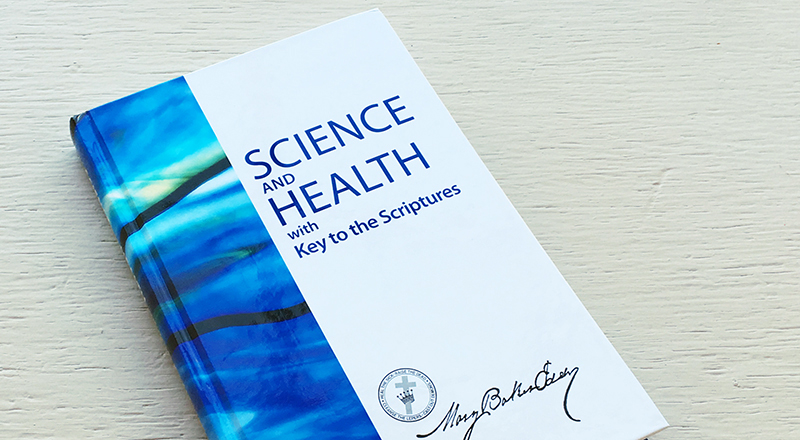 SCIENCE
AND
HEALTH
with
Key to the Scriptures
Mary Baker Eddy